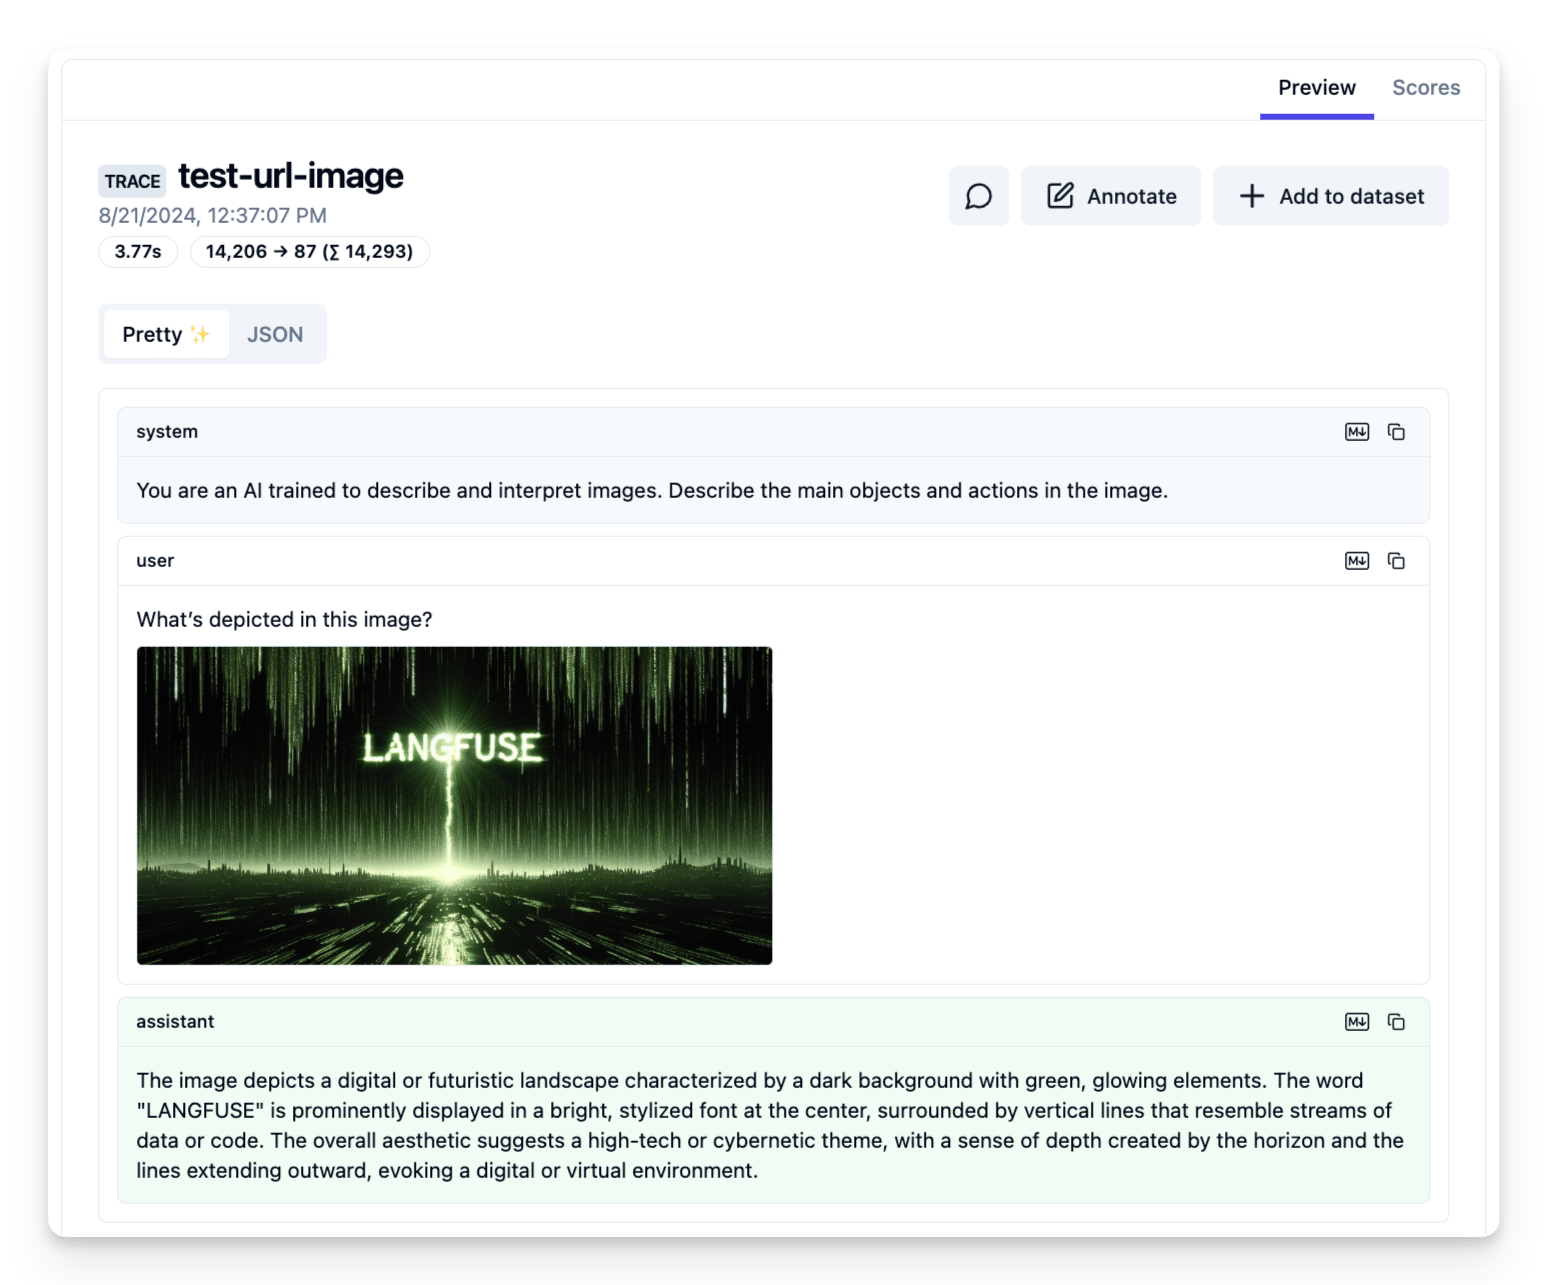 Preview Scores
TRACE test-url-image
8/21/2024, 12:37:07 PM
3.77s 14,206 → 87 (∑ 14,293)
Annotate
Add to dataset
Pretty ✨ JSON
system
You are an AI trained to describe and interpret images. Describe the main objects and actions in the image.
user
What's depicted in this image?
LANGFUSE
assistant
The image depicts a digital or futuristic landscape characterized by a dark background with green, glowing elements. The word
"LANGFUSE" is prominently displayed in a bright, stylized font at the center, surrounded by vertical lines that resemble streams of
data or code. The overall aesthetic suggests a high-tech or cybernetic theme, with a sense of depth created by the horizon and the
lines extending outward, evoking a digital or virtual environment.